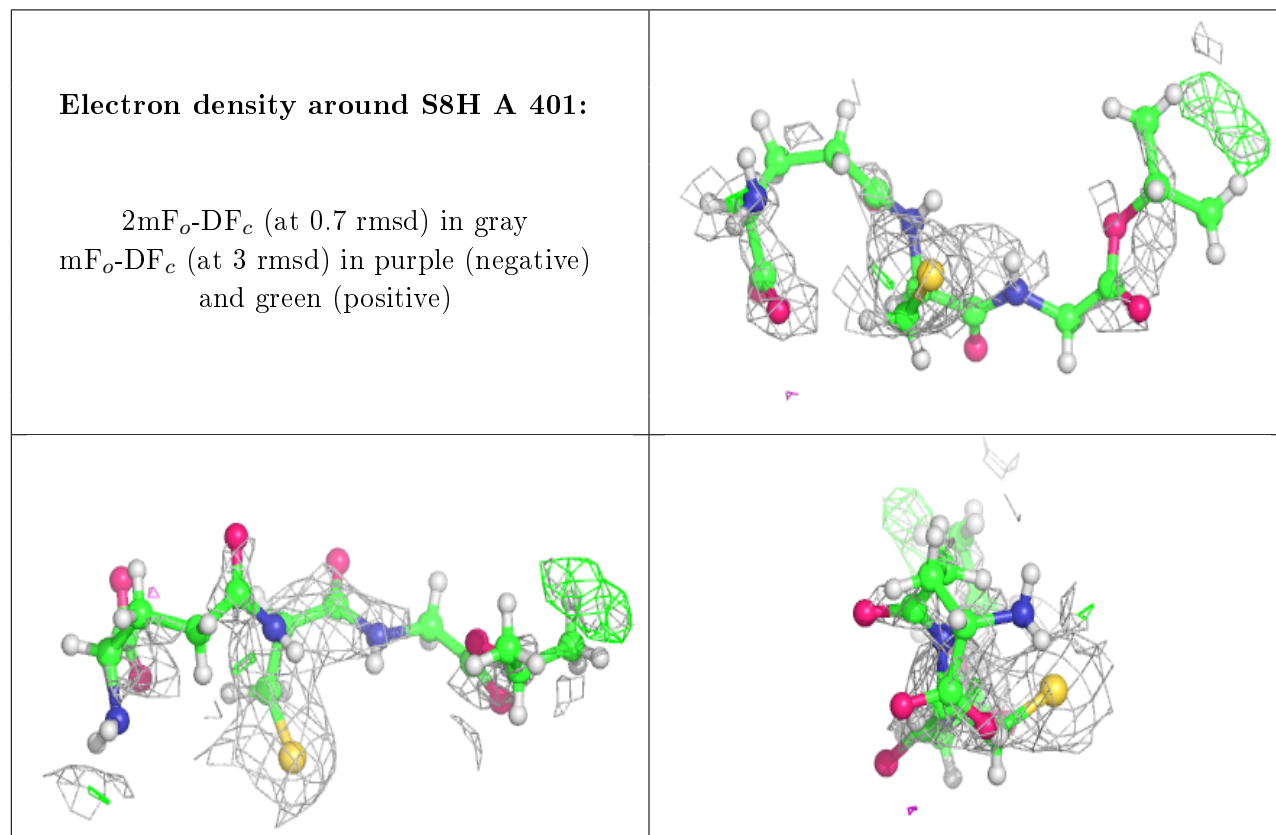 Electron density around S8H A 401:
2mFo-DFc (at 0.7 rmsd) in gray
mFo-DFc (at 3 rmsd) in purple (negative)
and green (positive)